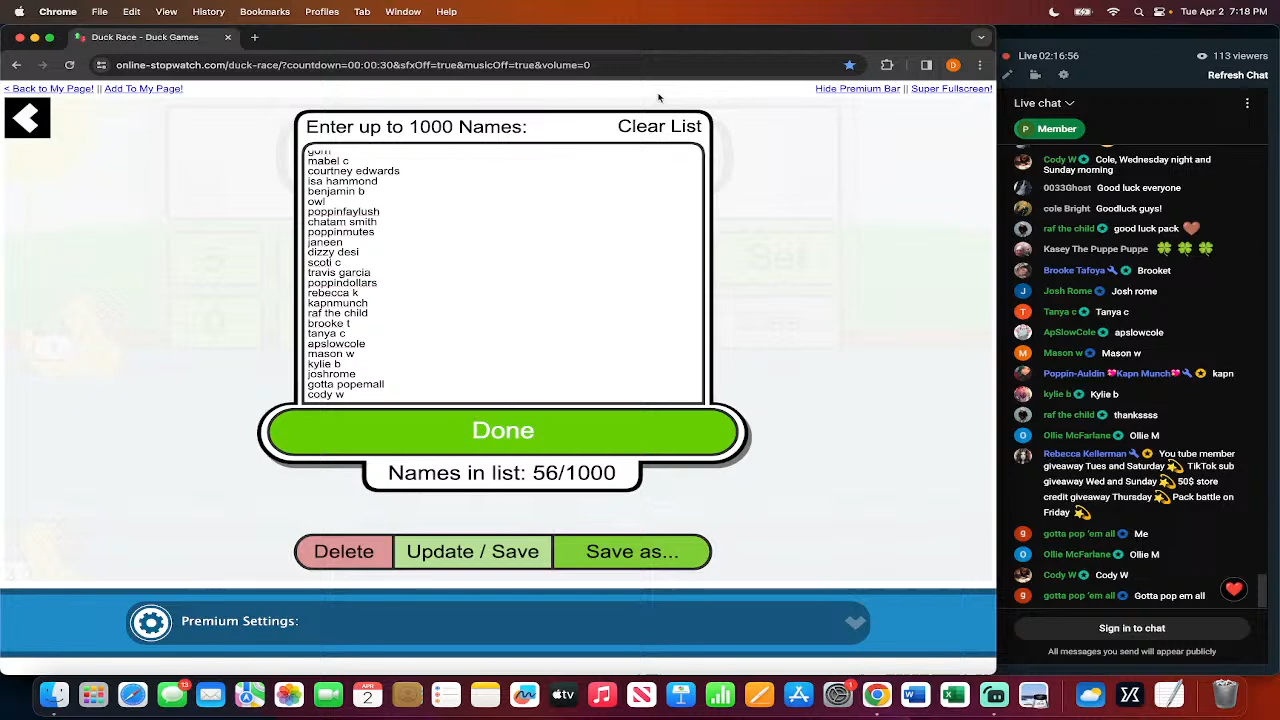 Chrome File Edit View History Bookmarks Profiles Tab Window Help Tue Apr 2 7:18 PM
Duck Race - Duck Games
online-stopwatch.com/duck-race/?countdown=00:00:30&sfxOff=true&musicOff=true&volume=0
D
< Back to My Page! || Add To My Page!
Hide Premium Bar || Super Fullscreen!
Enter up to 1000 Names:
Clear List
mabel c
courtney edwards
isa hammond
benjamin b
owl
poppinfaylush
chatam smith
poppinmutes
janeen
dizzy desi
scoti c
travis garcia
poppindollars
rebecca k
kapnmunch
raf the child
brooke t
tanya c
apslowcole
mason w
kylie b
joshrome
gotta popemall
cody w
Done
Names in list: 56/1000
Delete
Update / Save
Save as...
Premium Settings:
Live 02:16:56
113 viewers
Refresh Chat
Live chat
P Member
Cody W Cole, Wednesday night and
Sunday morning
0033Ghost Good luck everyone
cole Bright Goodluck guys!
raf the child good luck pack
Kasey The Puppe Puppe
Brooke Tafoya Brooket
J Josh Rome Josh rome
T Tanya c Tanya c
ApSlowCole apslowcole
M Mason w Mason w
Poppin-Auldin Kapn Munch kapn
kylie b Kylie b
raf the child thankssss
O Ollie McFarlane Ollie M
Rebecca Kellerman You tube member
giveaway Tues and Saturday TikTok sub
giveaway Wed and Sunday 50$ store
credit giveaway Thursday Pack battle on
Friday
g gotta pop 'em all Me
O Ollie McFarlane Ollie M
Cody W Cody W
g gotta pop 'em all Gotta pop em all
Sign in to chat
All messages you send will appear publicly
13
APR
2
tv
1